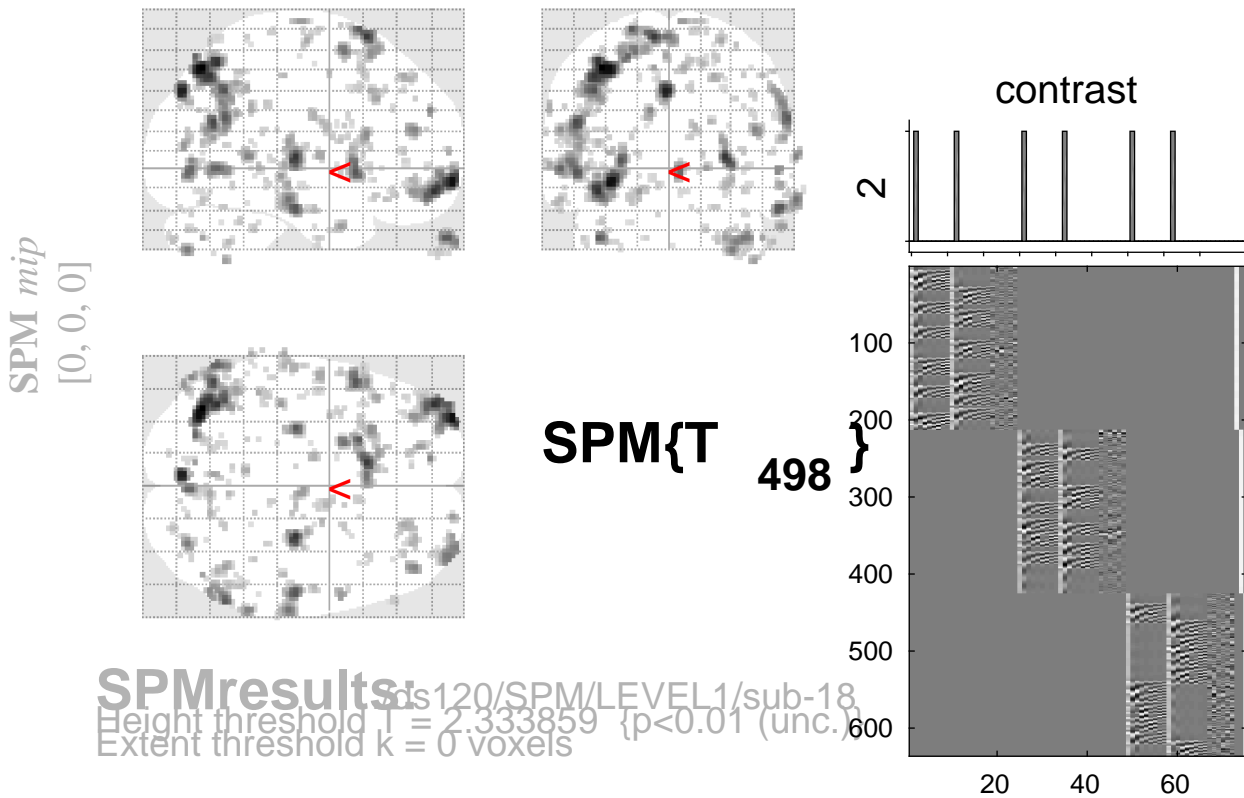 SPM mip
[0, 0, 0]
<
<
<
SPM{T498}
contrast
2
100
200
300
400
500
600
20 40 60
SPMresults: /ds120/SPM/LEVEL1/sub-18
Height threshold T = 2.333859 {p<0.01 (unc.)}
Extent threshold k = 0 voxels